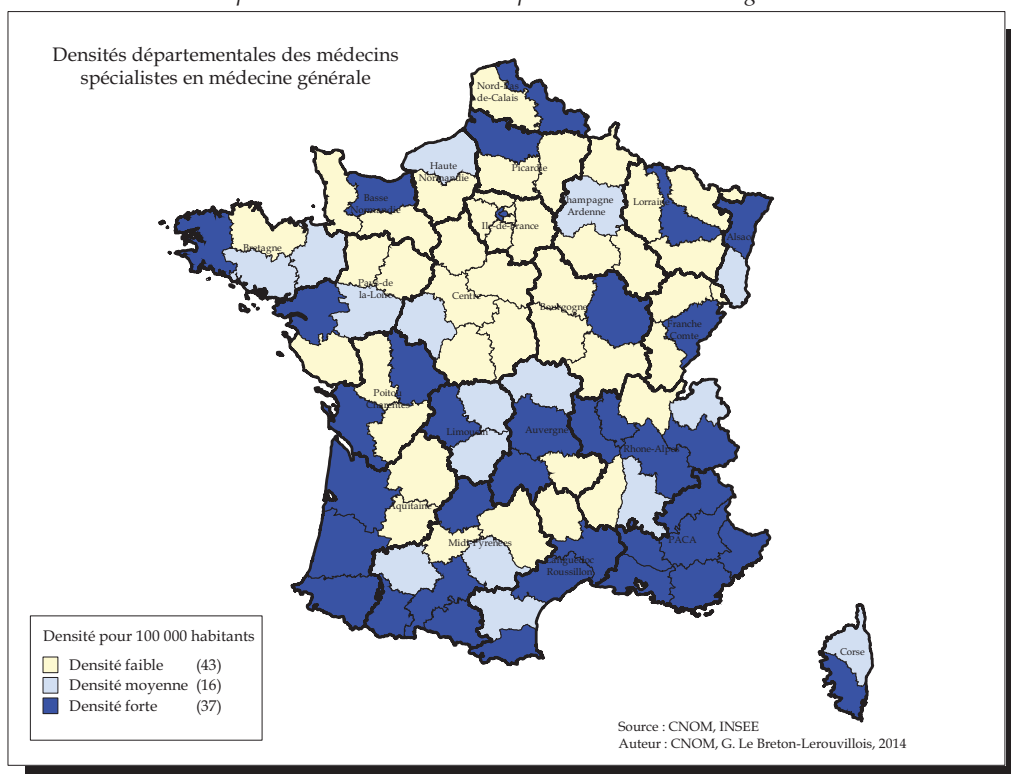 Densités départementales des médecins
spécialistes en médecine générale
Nord-Pas
de-Calais
Haute
Normandie
Picardie
Basse
Normandie
Champagne
Ardenne
Lorraine
Ile-de-France
Alsace
Bretagne
Pays-de
la-Loire
Centre
Bourgogne
Franche
Comte
Poitou
Charentes
Limousin
Auvergne
Rhone-Alpes
Aquitaine
Midi-Pyrenees
Languedoc
Roussillon
PACA
Corse
Densité pour 100 000 habitants
Densité faible (43)
Densité moyenne (16)
Densité forte (37)
Source : CNOM, INSEE
Auteur : CNOM, G. Le Breton-Lerouvillois, 2014